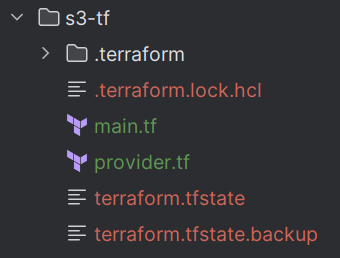 s3-tf
.terraform
.terraform.lock.hcl
main.tf
provider.tf
terraform.tfstate
terraform.tfstate.backup